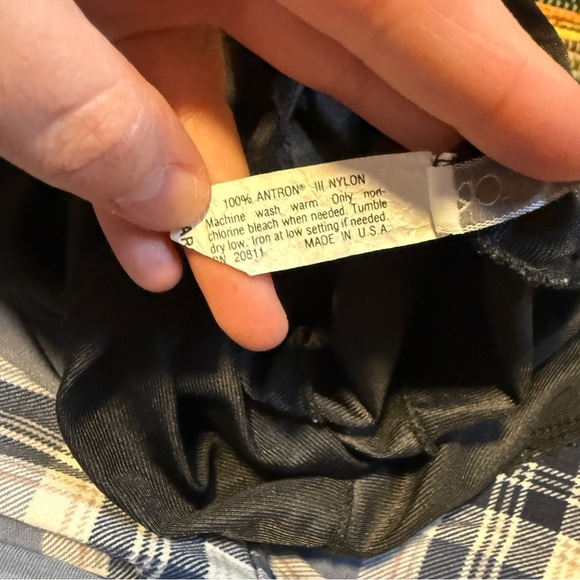 100% ANTRON® III NYLON
Machine wash warm Only non-
chlorine bleach when needed. Tumble
dry low. Iron at low setting if needed.
RN 20811 MADE IN U.S.A.